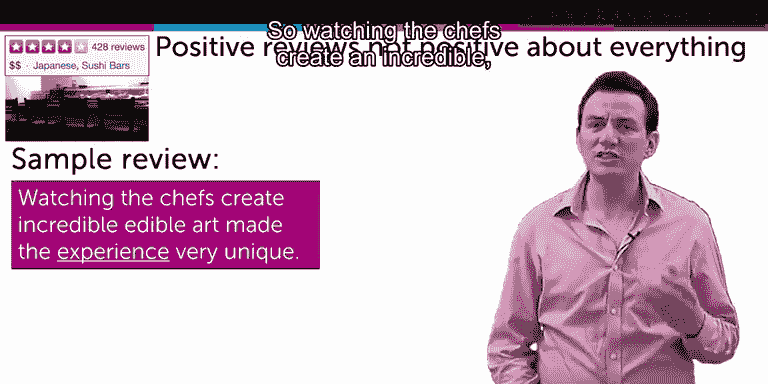 So watching the chefs
create an incredible,
Positive reviews not positive about everything
428 reviews
$$ · Japanese, Sushi Bars
Sample review:
Watching the chefs create
incredible edible art made
the experience very unique.